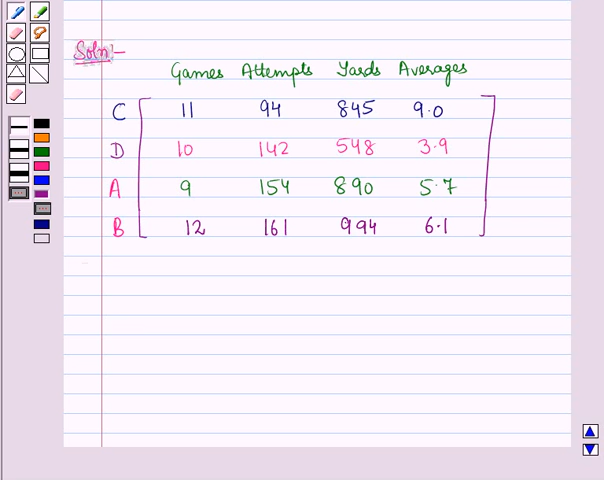 Soln:-
Games Attempts Yards Averages
C 11 94 845 9.0
D 10 142 548 3.9
A 9 154 890 5.7
B 12 161 994 6.1